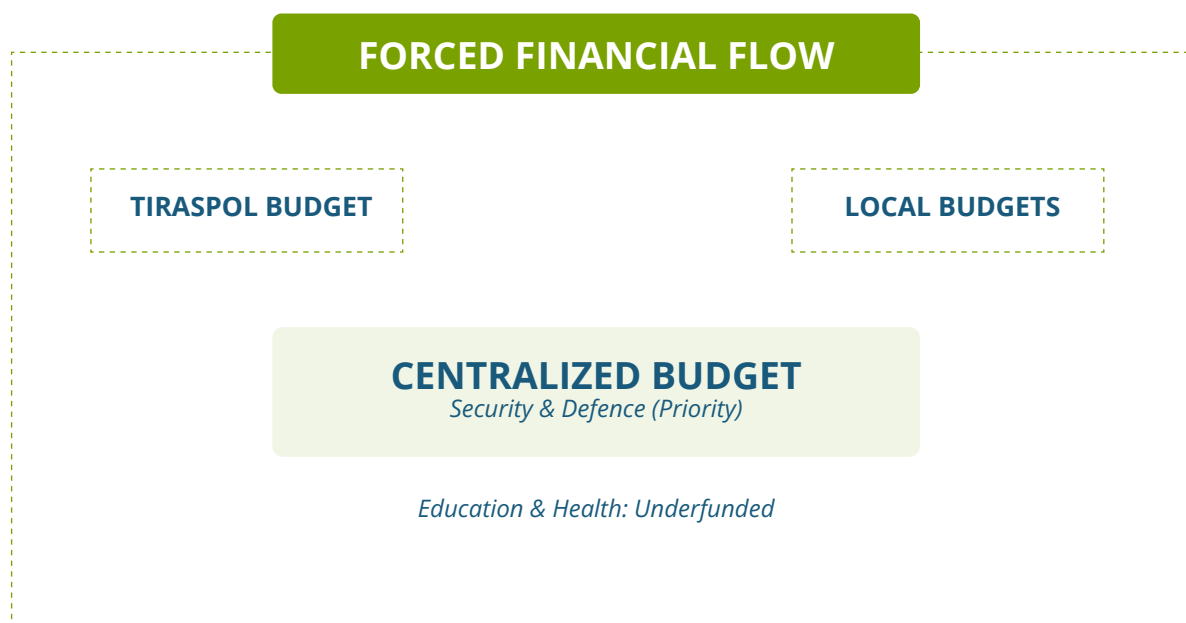 FORCED FINANCIAL FLOW
TIRASPOL BUDGET
LOCAL BUDGETS
CENTRALIZED BUDGET
Security & Defence (Priority)
Education & Health: Underfunded